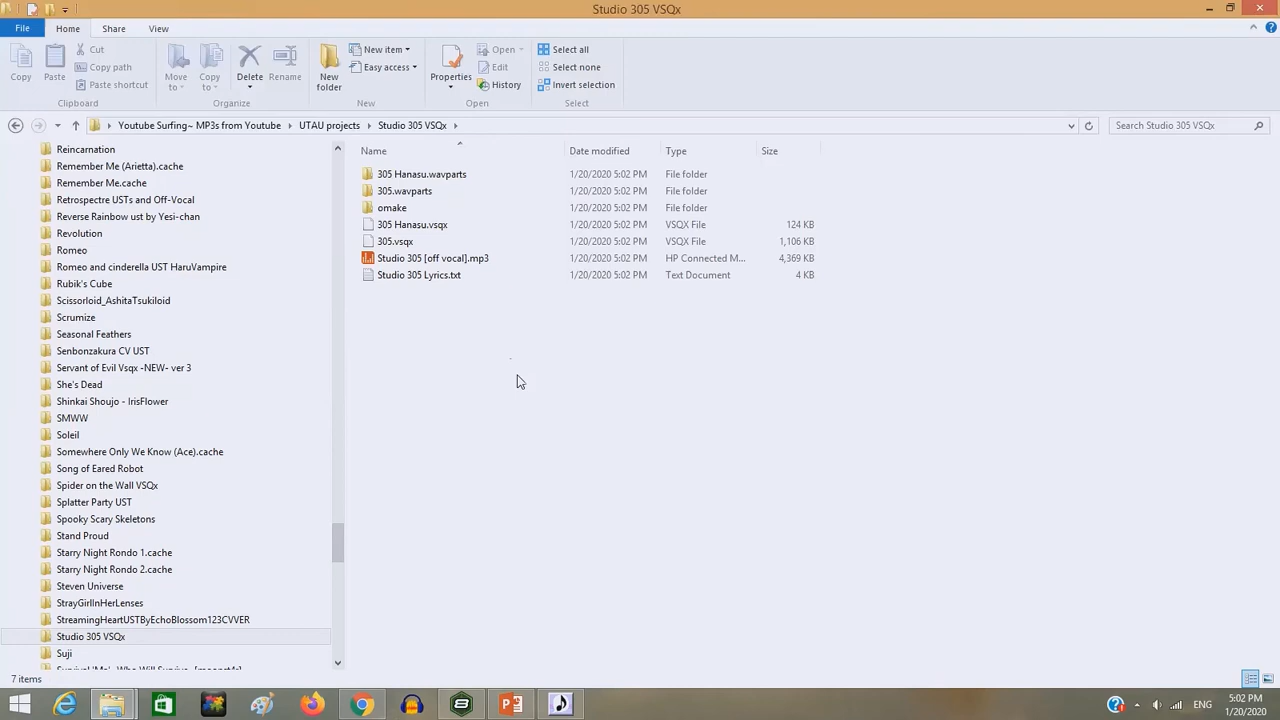 Studio 305 VSQx
File
Home
Share
View
Copy
Paste
Cut
Copy path
Paste shortcut
Clipboard
Move to
Copy to
Delete
Rename
Organize
New folder
New item
Easy access
New
Properties
Open
Edit
History
Open
Select all
Select none
Invert selection
Select
Youtube Surfing~ MP3s from Youtube
UTAU projects
Studio 305 VSQx
Search Studio 305 VSQx
Reincarnation
Remember Me (Arietta).cache
Remember Me.cache
Retrospectre USTs and Off-Vocal
Reverse Rainbow ust by Yesi-chan
Revolution
Romeo
Romeo and cinderella UST HaruVampire
Rubik's Cube
Scissorloid_AshitaTsukiloid
Scrumize
Seasonal Feathers
Senbonzakura CV UST
Servant of Evil Vsqx -NEW- ver 3
She's Dead
Shinkai Shoujo - IrisFlower
SMWW
Soleil
Somewhere Only We Know (Ace).cache
Song of Eared Robot
Spider on the Wall VSQx
Splatter Party UST
Spooky Scary Skeletons
Stand Proud
Starry Night Rondo 1.cache
Starry Night Rondo 2.cache
Steven Universe
StrayGirlInHerLenses
StreamingHeartUSTByEchoBlossom123CVVER
Studio 305 VSQx
Suji
Name Date modified Type Size
305 Hanasu.wavparts 1/20/2020 5:02 PM File folder
305.wavparts 1/20/2020 5:02 PM File folder
omake 1/20/2020 5:02 PM File folder
305 Hanasu.vsqx 1/20/2020 5:02 PM VSQX File 124 KB
305.vsqx 1/20/2020 5:02 PM VSQX File 1,106 KB
Studio 305 [off vocal].mp3 1/20/2020 5:02 PM HP Connected M... 4,369 KB
Studio 305 Lyrics.txt 1/20/2020 5:02 PM Text Document 4 KB
7 items
ENG
5:02 PM
1/20/2020